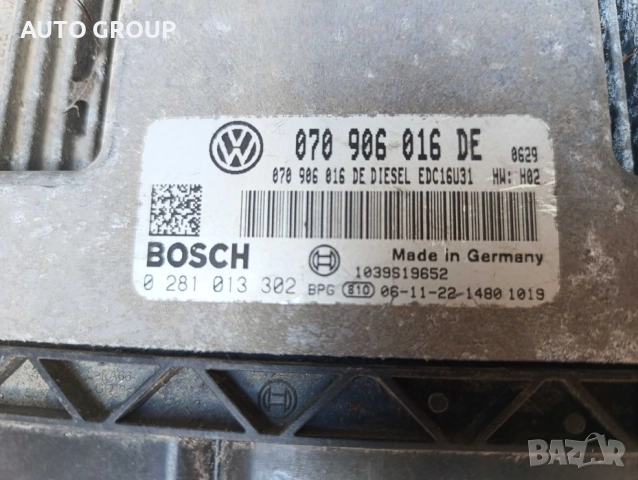 AUTO GROUP
070 906 016 DE 0629
070 906 016 DE DIESEL EDC16U31 HW: H02
BOSCH
Made in Germany
1039S19652
0 281 013 302 BPG 810 06-11-22-1480 1019
BAZAR